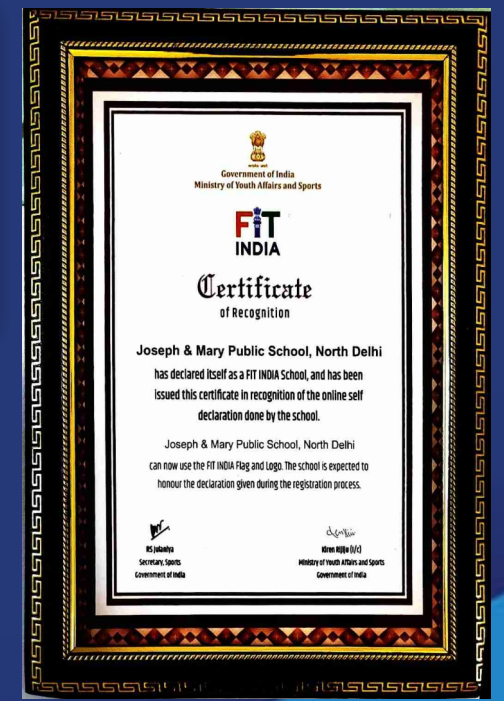 Government of India
Ministry of Youth Affairs and Sports
FIT
INDIA
Certificate
of Recognition
Joseph & Mary Public School, North Delhi
has declared itself as a FIT INDIA School, and has been
issued this certificate in recognition of the online self
declaration done by the school.
Joseph & Mary Public School, North Delhi
can now use the FIT INDIA Flag and Logo. The school is expected to
honour the declaration given during the registration process.
RS Julaniya
Secretary, Sports
Government of India
Kiren Rijiju (I/C)
Ministry of Youth Affairs and Sports
Government of India